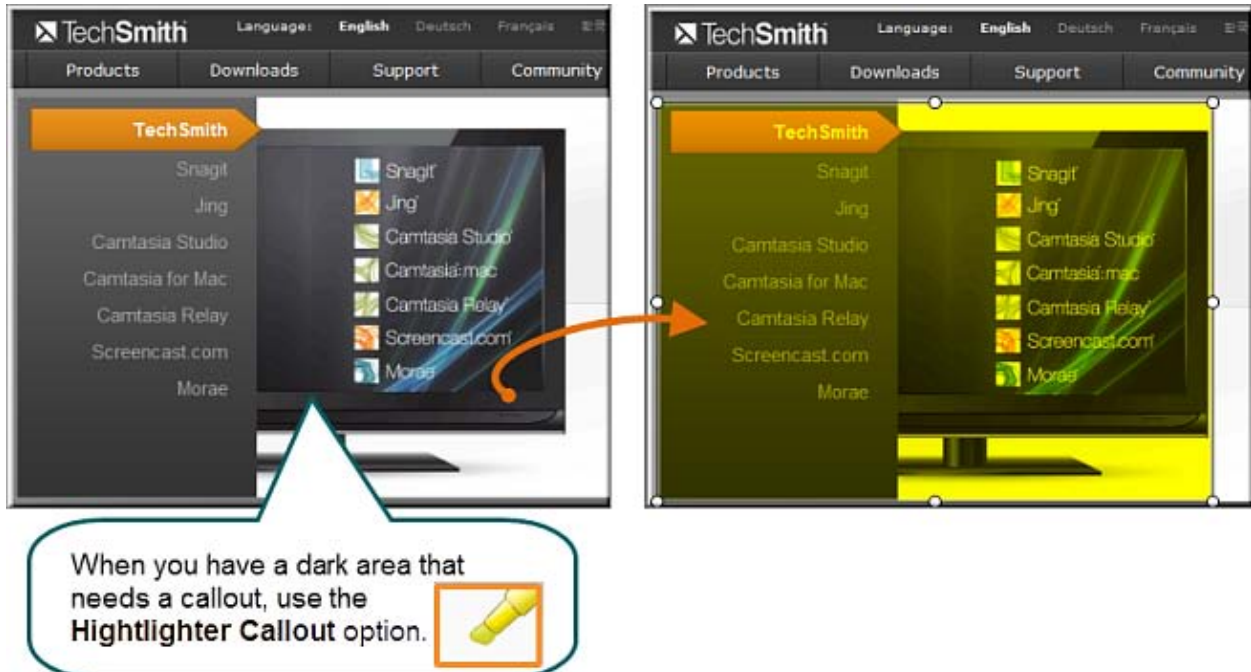 TechSmith Language: English Deutsch Français
Products Downloads Support Community
TechSmith
Snagit
Jing
Camtasia Studio
Camtasia for Mac
Camtasia Relay
Screencast.com
Morae
Snagit
Jing
Camtasia Studio
Camtasia:mac
Camtasia Relay
Screencast.com
Morae
When you have a dark area that
needs a callout, use the
Hightlighter Callout option.
TechSmith Language: English Deutsch Français
Products Downloads Support Community
TechSmith
Snagit
Jing
Camtasia Studio
Camtasia for Mac
Camtasia Relay
Screencast.com
Morae
Snagit
Jing
Camtasia Studio
Camtasia:mac
Camtasia Relay
Screencast.com
Morae